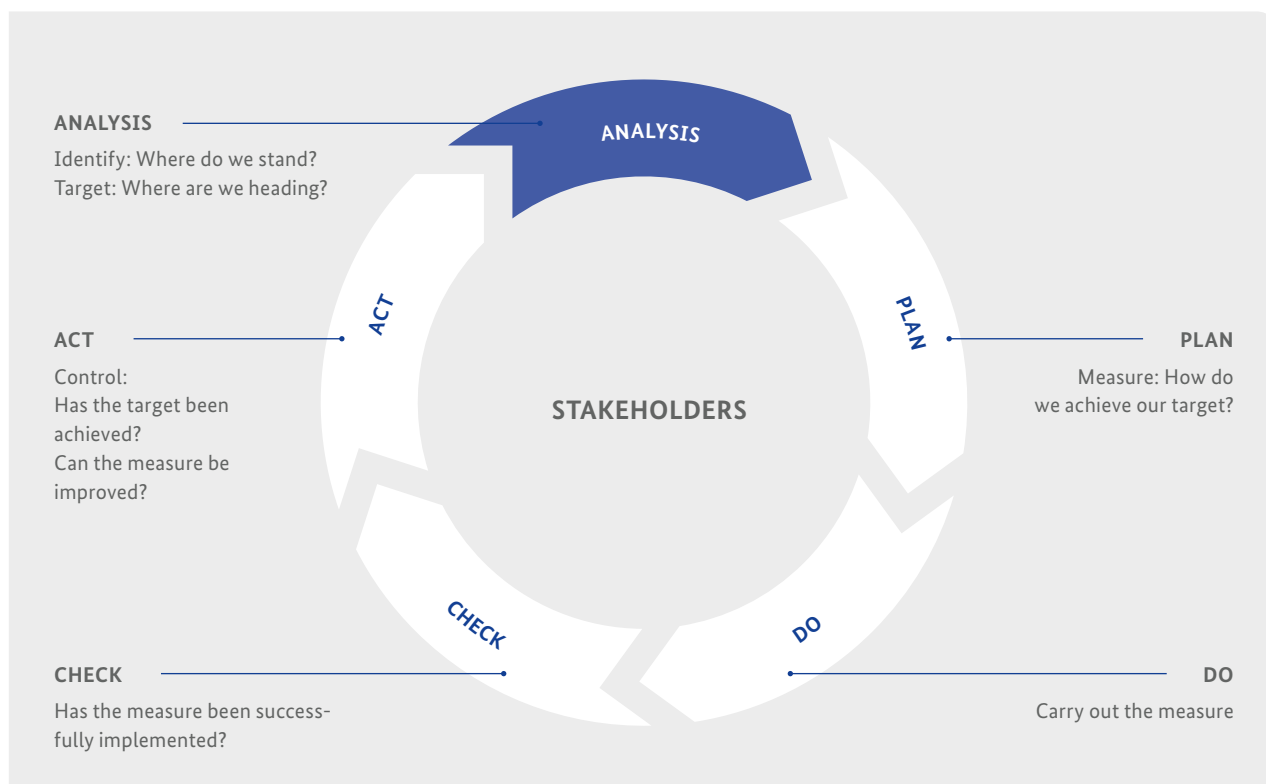 ANALYSIS
Identify: Where do we stand?
Target: Where are we heading?
ANALYSIS
ACT
PLAN
ACT
Control:
Has the target been
achieved?
Can the measure be
improved?
PLAN
Measure: How do
we achieve our target?
STAKEHOLDERS
CHECK
DO
CHECK
Has the measure been success-
fully implemented?
DO
Carry out the measure